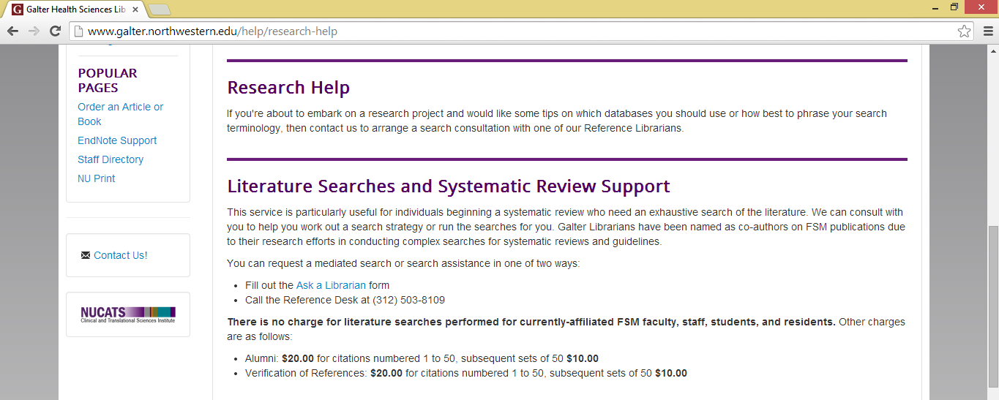 Galter Health Sciences Lib
www.galter.northwestern.edu/help/research-help
POPULAR
PAGES
Order an Article or
Book
EndNote Support
Staff Directory
NU Print
Contact Us!
NUCATS
Clinical and Translational Sciences Institute
Research Help
If you're about to embark on a research project and would like some tips on which databases you should use or how best to phrase your search
terminology, then contact us to arrange a search consultation with one of our Reference Librarians.
Literature Searches and Systematic Review Support
This service is particularly useful for individuals beginning a systematic review who need an exhaustive search of the literature. We can consult with
you to help you work out a search strategy or run the searches for you. Galter Librarians have been named as co-authors on FSM publications due
to their research efforts in conducting complex searches for systematic reviews and guidelines.
You can request a mediated search or search assistance in one of two ways:
• Fill out the Ask a Librarian form
• Call the Reference Desk at (312) 503-8109
There is no charge for literature searches performed for currently-affiliated FSM faculty, staff, students, and residents. Other charges
are as follows:
• Alumni: $20.00 for citations numbered 1 to 50, subsequent sets of 50 $10.00
• Verification of References: $20.00 for citations numbered 1 to 50, subsequent sets of 50 $10.00